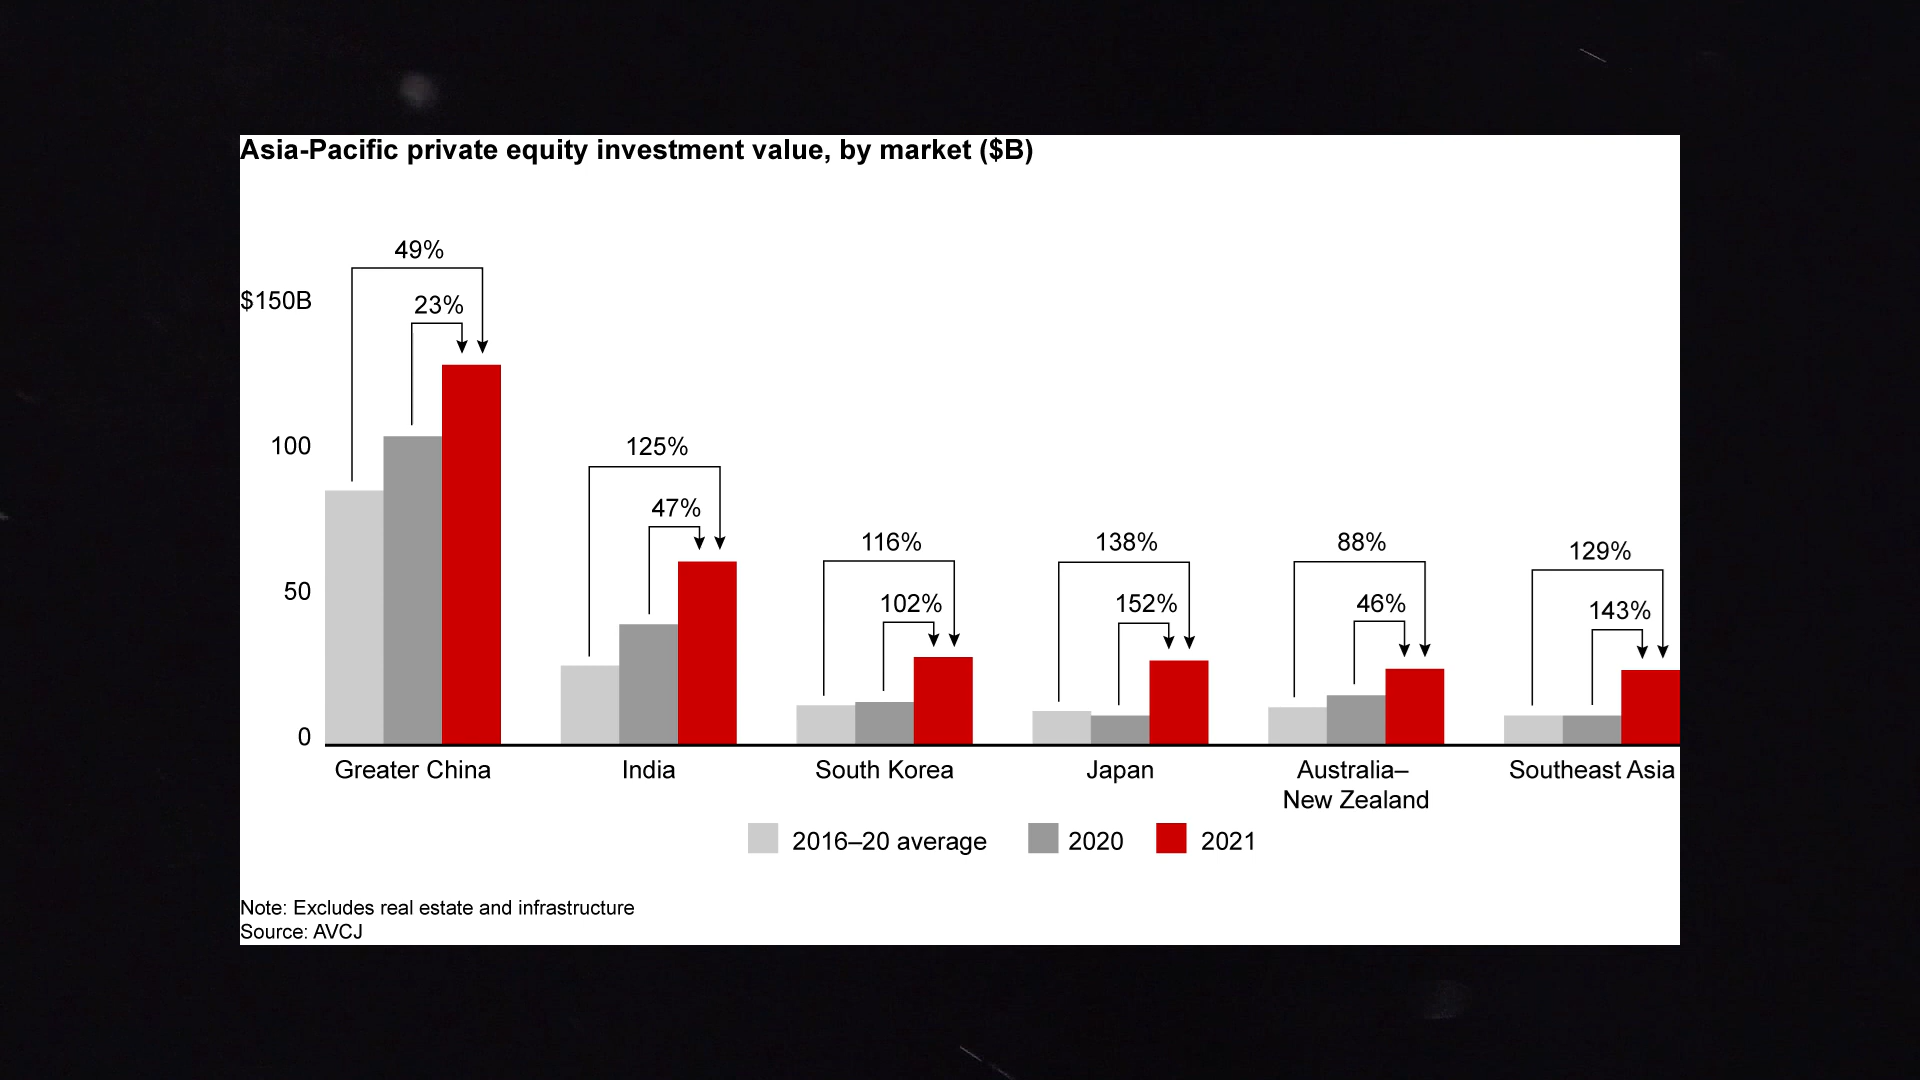 Asia-Pacific private equity investment value, by market ($B)
49%
$150B
23%
100
125%
47%
50
116%
102%
138%
152%
88%
46%
129%
143%
0
Greater China
India
South Korea
Japan
Australia–
New Zealand
Southeast Asia
2016–20 average
2020
2021
Note: Excludes real estate and infrastructure
Source: AVCJ